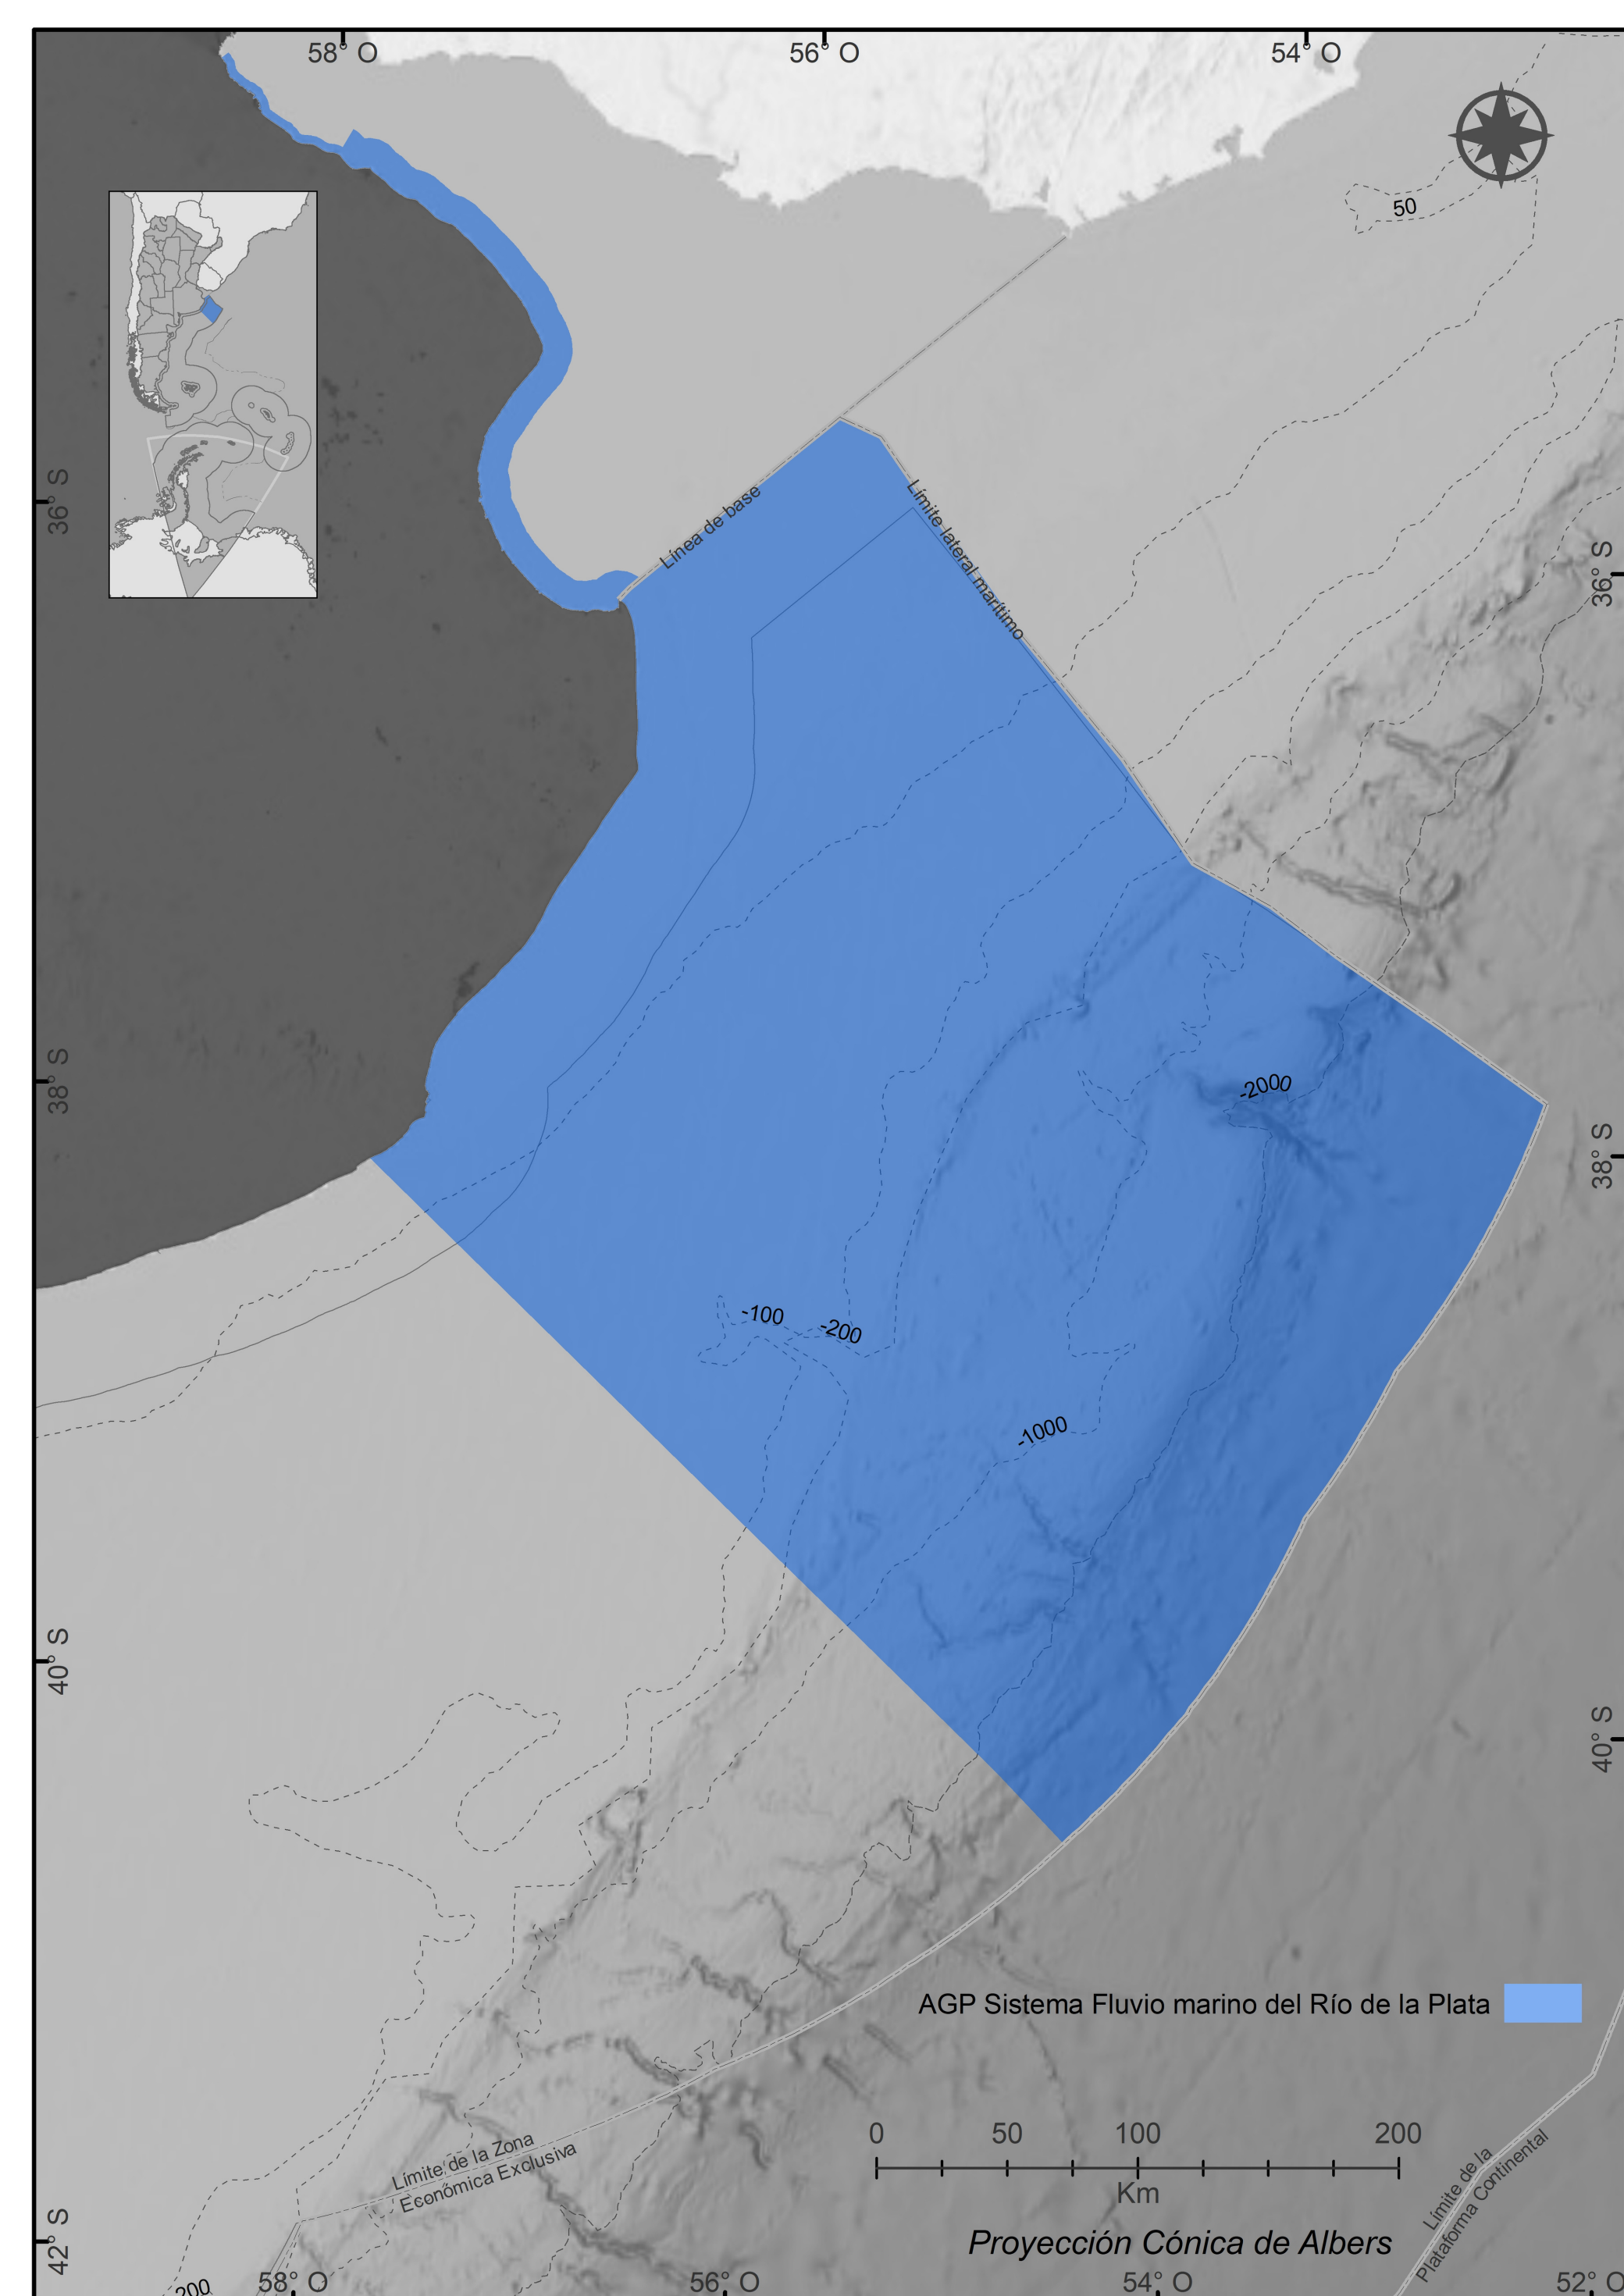 58° O
56° O
54° O
50
36° S
Línea de base
Límite lateral marítimo
36° S
38° S
-2000
38° S
-100
-200
-1000
40° S
40° S
AGP Sistema Fluvio marino del Río de la Plata
0 50 100 200
Km
Límite de la Zona
Económica Exclusiva
Límite de la
Plataforma Continental
Proyección Cónica de Albers
42° S
200
58° O
56° O
54° O
52° O